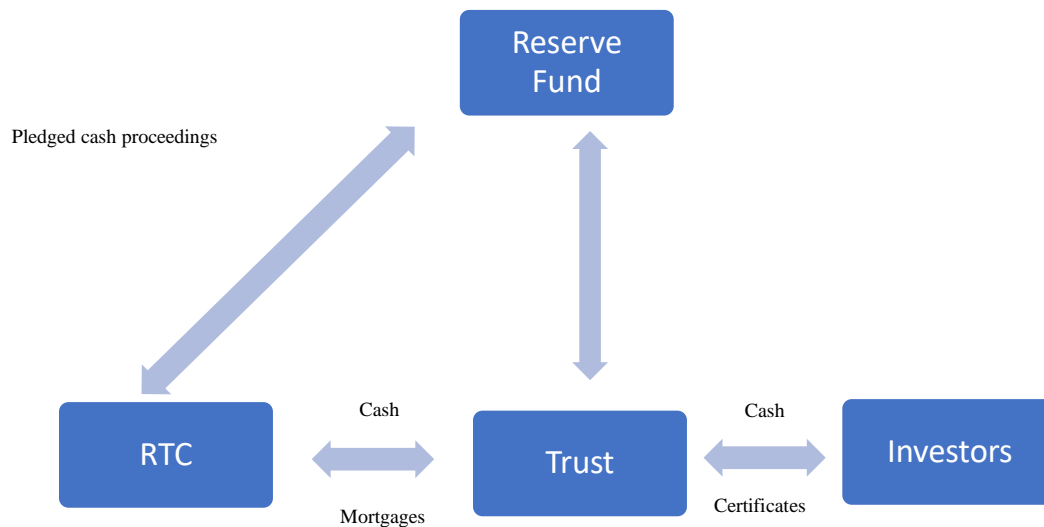 Reserve
Fund
Pledged cash proceedings
Cash
Cash
RTC
Trust
Investors
Mortgages
Certificates